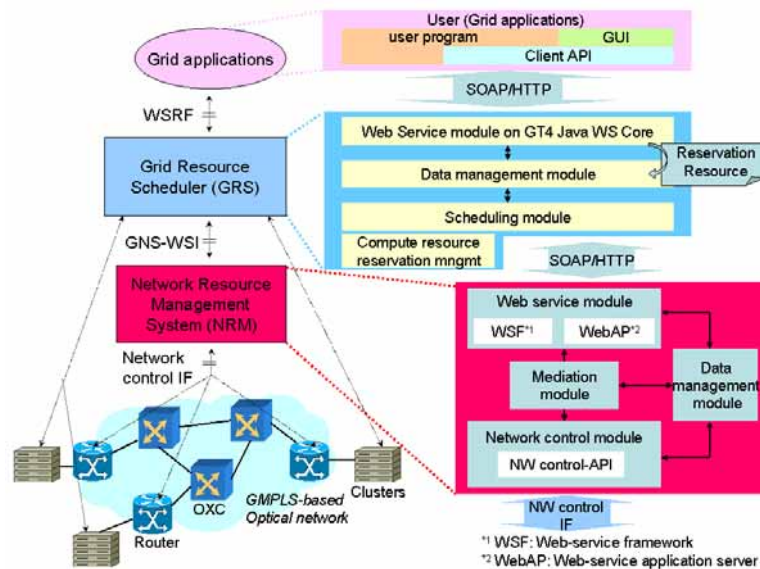 User (Grid applications)
user program
GUI
Client API
Grid applications
SOAP/HTTP
WSRF
Web Service module on GT4 Java WS Core
Reservation
Resource
Grid Resource
Scheduler (GRS)
Data management module
Scheduling module
GNS-WSI
Compute resource
reservation mngmt
SOAP/HTTP
Network Resource
Management
System (NRM)
Web service module
WSF*1
WebAP*2
Network
control IF
Mediation
module
Data
management
module
Network control module
NW control-API
OXC
GMPLS-based
Optical network
Clusters
Router
NW control
IF
*1 WSF: Web-service framework
*2 WebAP: Web-service application server